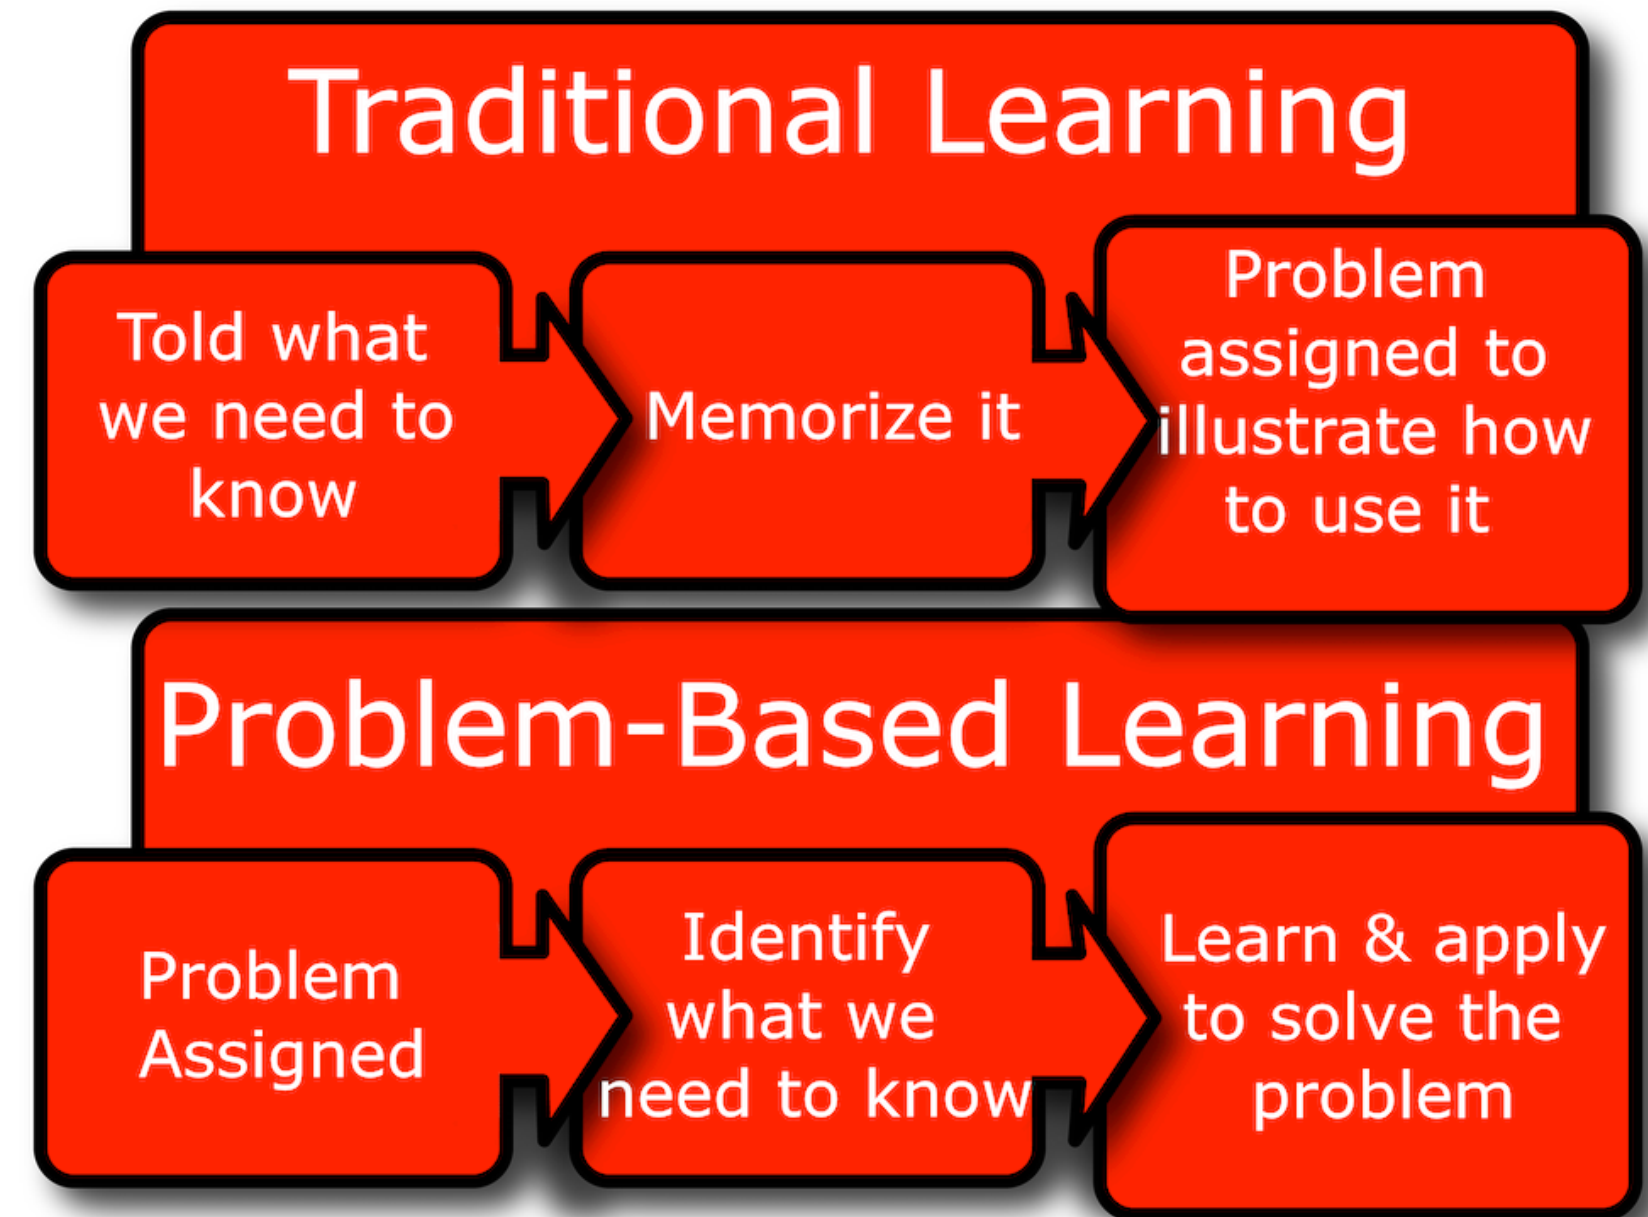 Traditional Learning
Told what
we need to
know
Memorize it
Problem
assigned to
illustrate how
to use it
Problem-Based Learning
Problem
Assigned
Identify
what we
need to know
Learn & apply
to solve the
problem